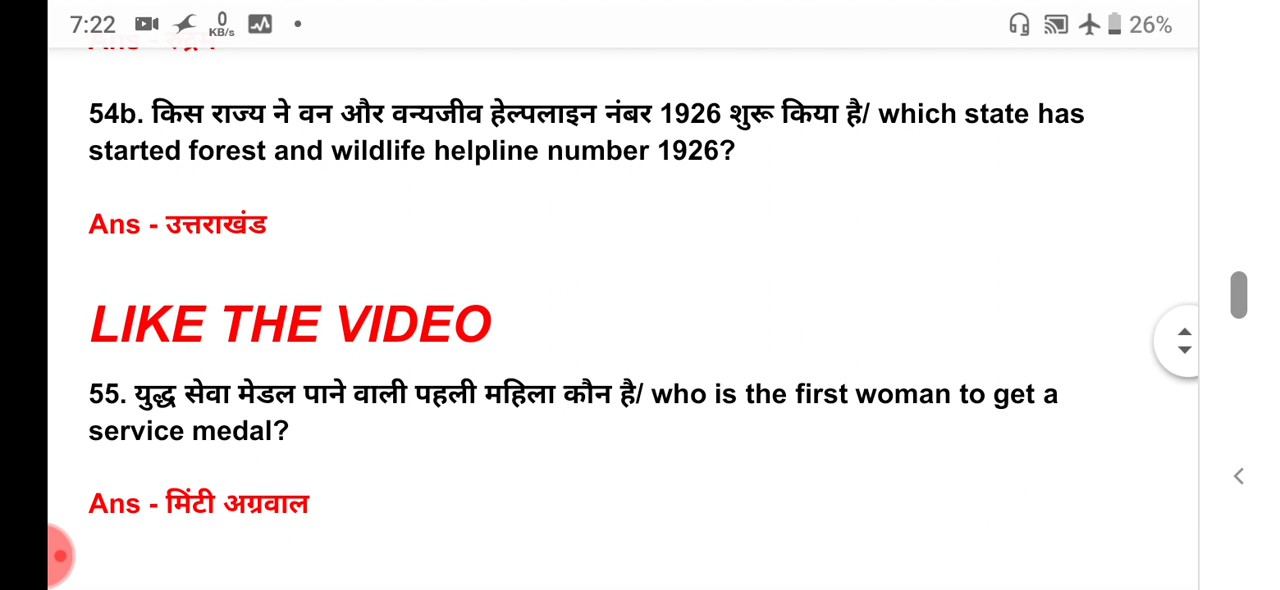 7:22 0 KB/s 26%
54b. किस राज्य ने वन और वन्यजीव हेल्पलाइन नंबर 1926 शुरू किया है/ which state has
started forest and wildlife helpline number 1926?
Ans - उत्तराखंड
LIKE THE VIDEO
55. युद्ध सेवा मेडल पाने वाली पहली महिला कौन है/ who is the first woman to get a
service medal?
Ans - मिंटी अग्रवाल